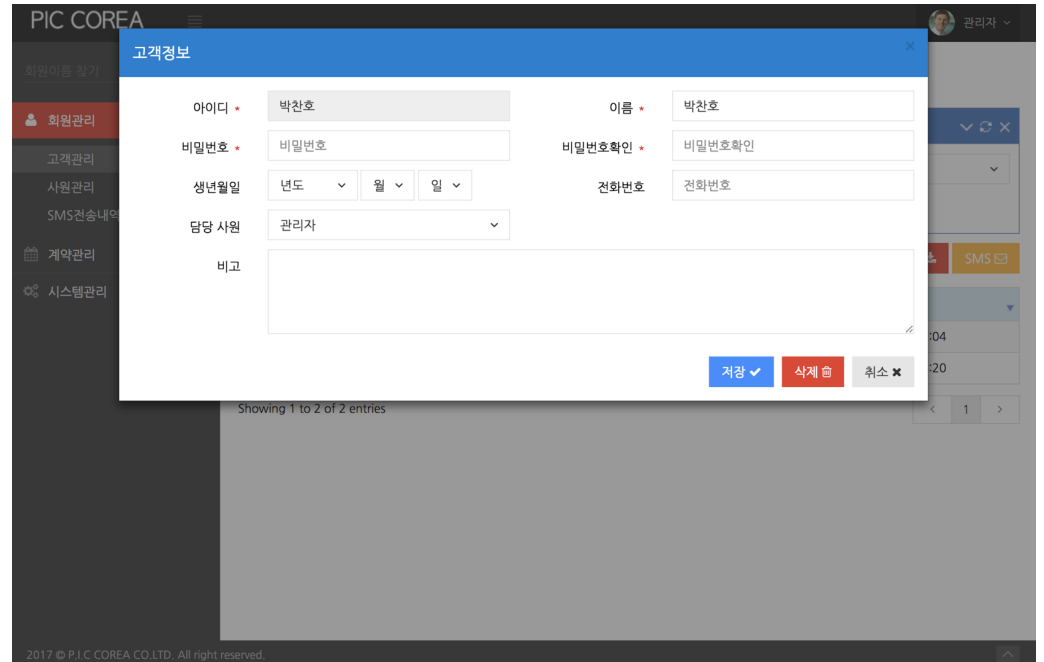 PIC COREA
관리자
고객정보
회원이름 찾기
아이디 * 박찬호 이름 * 박찬호
회원관리
비밀번호 * 비밀번호 비밀번호확인 * 비밀번호확인
고객관리
생년월일 년도 월 일 전화번호 전화번호
사원관리
SMS전송내역
담당 사원 관리자
계약관리
비고
SMS
시스템관리
:04
저장 삭제 취소
:20
Showing 1 to 2 of 2 entries
1
2017 © P.I.C COREA CO.LTD. All right reserved.